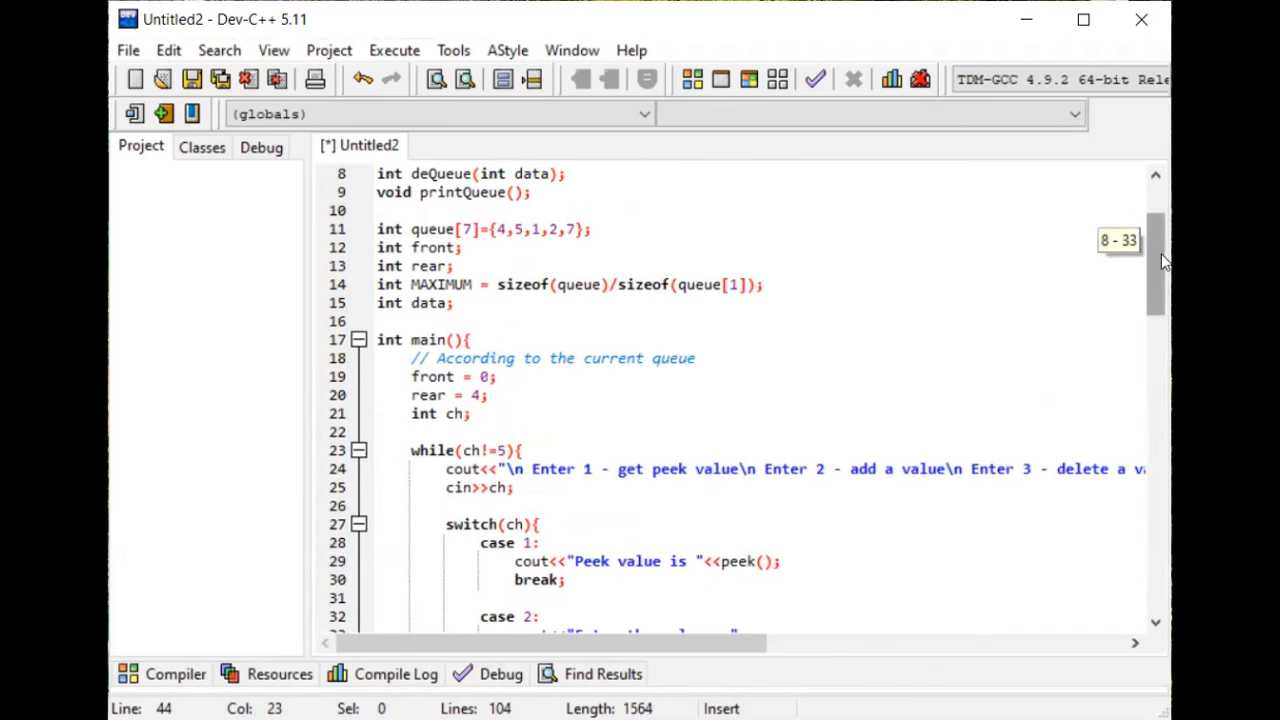 Untitled2 - Dev-C++ 5.11
File Edit Search View Project Execute Tools AStyle Window Help
TDM-GCC 4.9.2 64-bit Rele
(globals)
Project Classes Debug [*] Untitled2
8 int deQueue(int data);
9 void printQueue();
10
11 int queue[7]={4,5,1,2,7};
12 int front;
13 int rear;
14 int MAXIMUM = sizeof(queue)/sizeof(queue[1]);
15 int data;
16
17 int main(){
18 // According to the current queue
19 front = 0;
20 rear = 4;
21 int ch;
22
23 while(ch!=5){
24 cout<<"\n Enter 1 - get peek value\n Enter 2 - add a value\n Enter 3 - delete a va
25 cin>>ch;
26
27 switch(ch){
28 case 1:
29 cout<<"Peek value is "<<peek();
30 break;
31
32 case 2:
8 - 33
Compiler Resources Compile Log Debug Find Results
Line: 44 Col: 23 Sel: 0 Lines: 104 Length: 1564 Insert